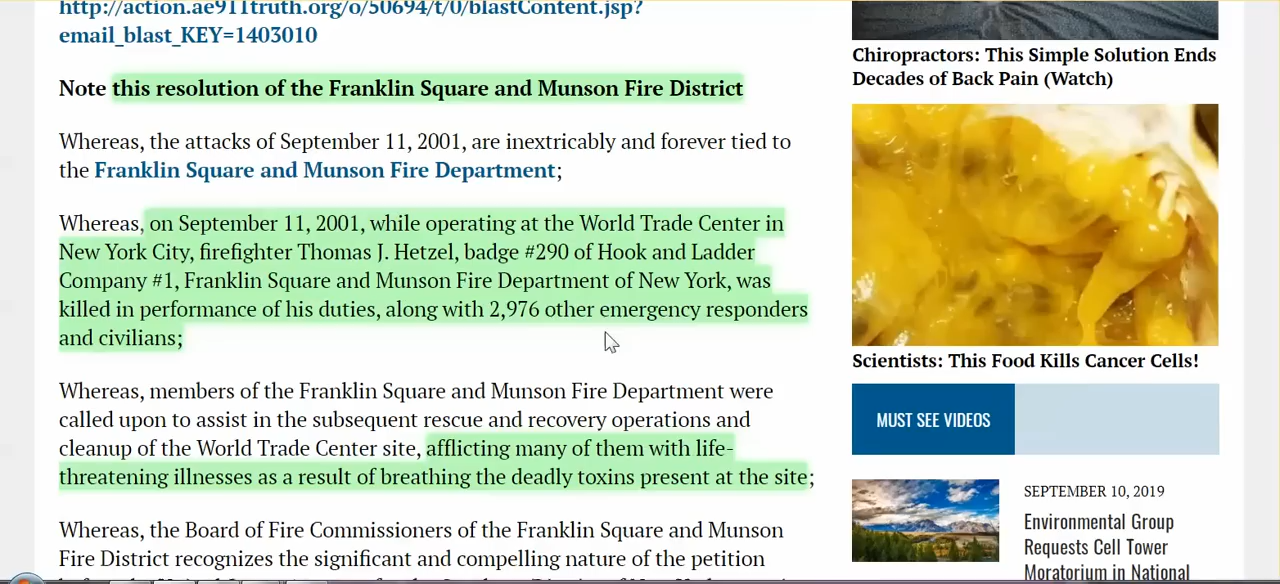 http://action.ae911truth.org/o/50694/t/0/blastContent.jsp?
email_blast_KEY=1403010
Note this resolution of the Franklin Square and Munson Fire District
Whereas, the attacks of September 11, 2001, are inextricably and forever tied to
the Franklin Square and Munson Fire Department;
Whereas, on September 11, 2001, while operating at the World Trade Center in
New York City, firefighter Thomas J. Hetzel, badge #290 of Hook and Ladder
Company #1, Franklin Square and Munson Fire Department of New York, was
killed in performance of his duties, along with 2,976 other emergency responders
and civilians;
Whereas, members of the Franklin Square and Munson Fire Department were
called upon to assist in the subsequent rescue and recovery operations and
cleanup of the World Trade Center site, afflicting many of them with life-
threatening illnesses as a result of breathing the deadly toxins present at the site;
Whereas, the Board of Fire Commissioners of the Franklin Square and Munson
Fire District recognizes the significant and compelling nature of the petition
Chiropractors: This Simple Solution Ends
Decades of Back Pain (Watch)
Scientists: This Food Kills Cancer Cells!
MUST SEE VIDEOS
SEPTEMBER 10, 2019
Environmental Group
Requests Cell Tower
Moratorium in National